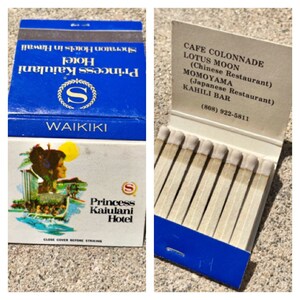 Princess Kaiulani
Hotel
Sheraton Hotels in Hawaii
S
WAIKIKI
S
Princess
Kaiulani
Hotel
CLOSE COVER BEFORE STRIKING
CAFE COLONNADE
LOTUS MOON
(Chinese Restaurant)
MOMOYAMA
(Japanese Restaurant)
KAHILI BAR
(808) 922-5811